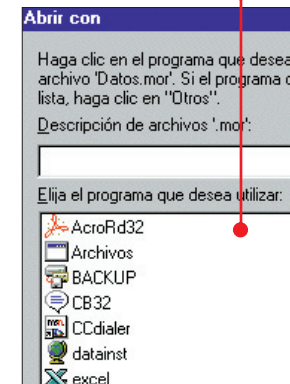 Abrir con
Haga clic en el programa que desea
archivo 'Datos.mor'. Si el programa
lista, haga clic en "Otros".
Descripción de archivos '.mor':
Elija el programa que desea utilizar:
AcroRd32
Archivos
BACKUP
CB32
CCdialer
datainst
excel